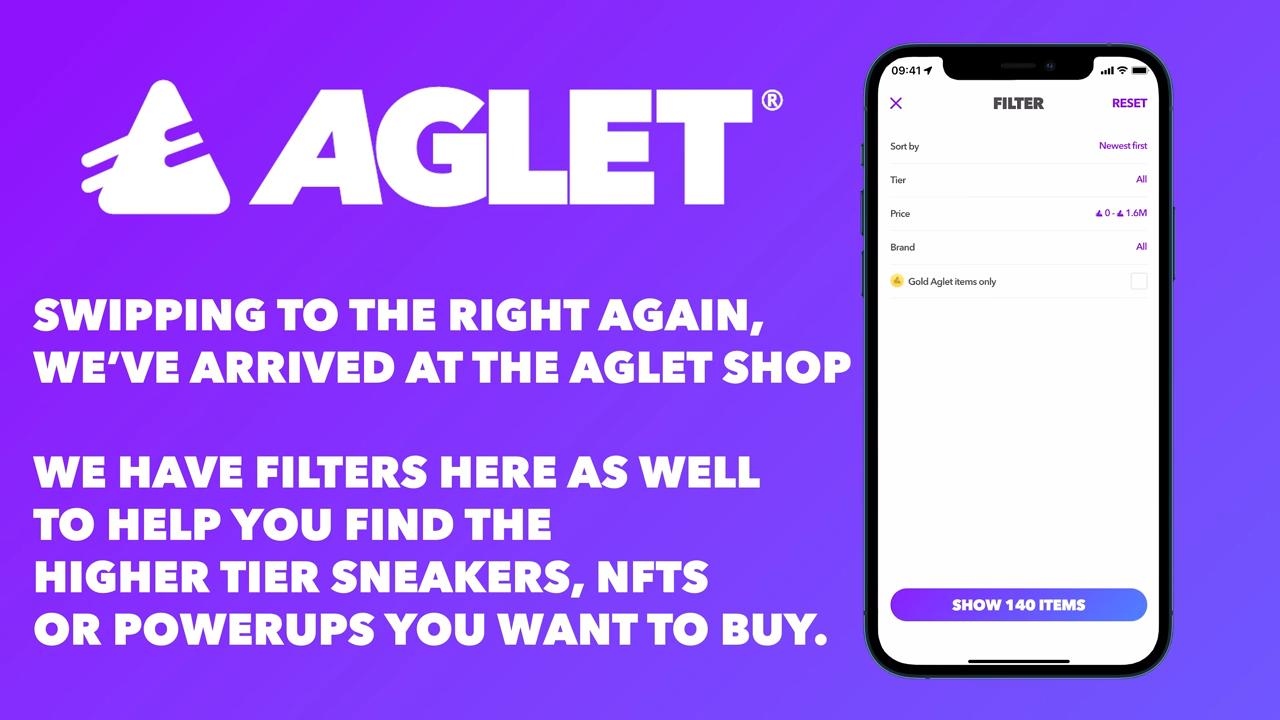 AGLET®
SWIPPING TO THE RIGHT AGAIN,
WE’VE ARRIVED AT THE AGLET SHOP
WE HAVE FILTERS HERE AS WELL
TO HELP YOU FIND THE
HIGHER TIER SNEAKERS, NFTS
OR POWERUPS YOU WANT TO BUY.
09:41
FILTER RESET
Sort by Newest first
Tier All
Price 0 - 1.6M
Brand All
Gold Aglet items only
SHOW 140 ITEMS